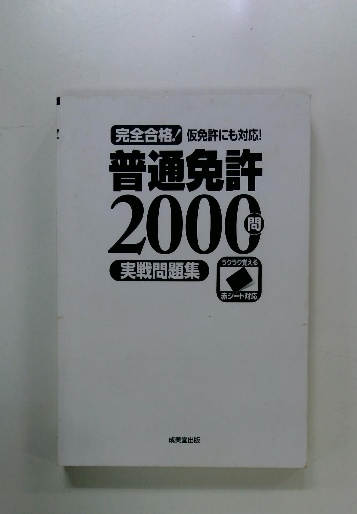 完全合格! 仮免許にも対応!
普通免許
2000問
実戦問題集
ラクラク覚える
赤シート対応
成美堂出版